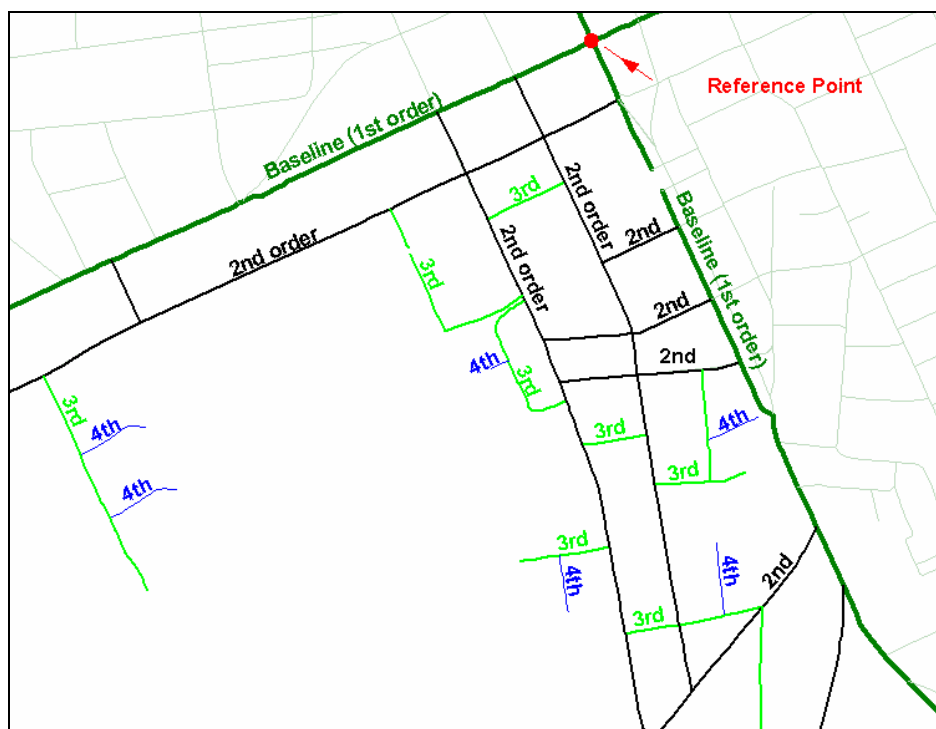 Reference Point
Baseline (1st order)
3rd
2nd order
2nd order
2nd
Baseline (1st order)
2nd order
3rd
2nd
2nd
4th
3rd
3rd
4th
4th
3rd
3rd
4th
3rd
4th
4th
2nd
3rd